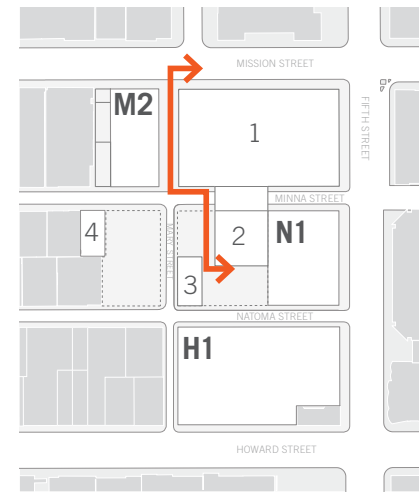 MISSION STREET
M2
1
FIFTH STREET
MINNA STREET
4
MARY STREET
2
N1
3
NATOMA STREET
H1
HOWARD STREET